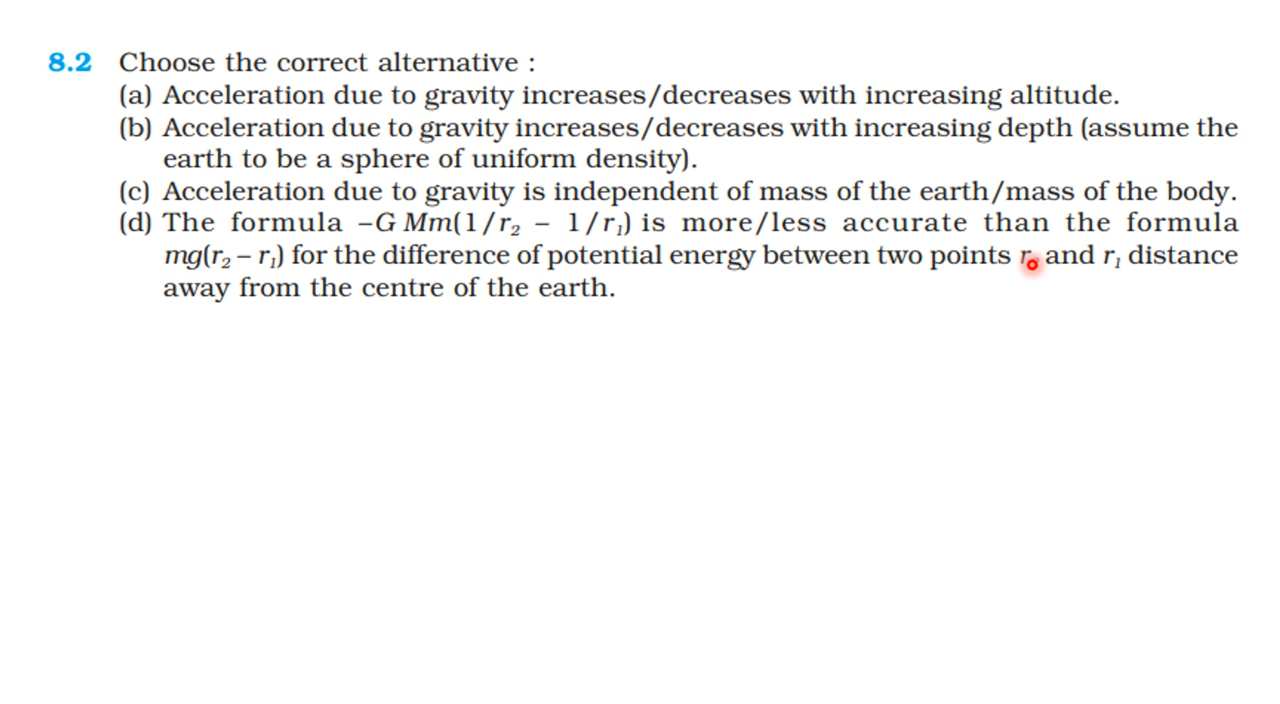 8.2 Choose the correct alternative :
(a) Acceleration due to gravity increases/decreases with increasing altitude.
(b) Acceleration due to gravity increases/decreases with increasing depth (assume the
earth to be a sphere of uniform density).
(c) Acceleration due to gravity is independent of mass of the earth/mass of the body.
(d) The formula –G Mm(1/r₂ – 1/r₁) is more/less accurate than the formula
mg(r₂ – r₁) for the difference of potential energy between two points r and r₁ distance
away from the centre of the earth.